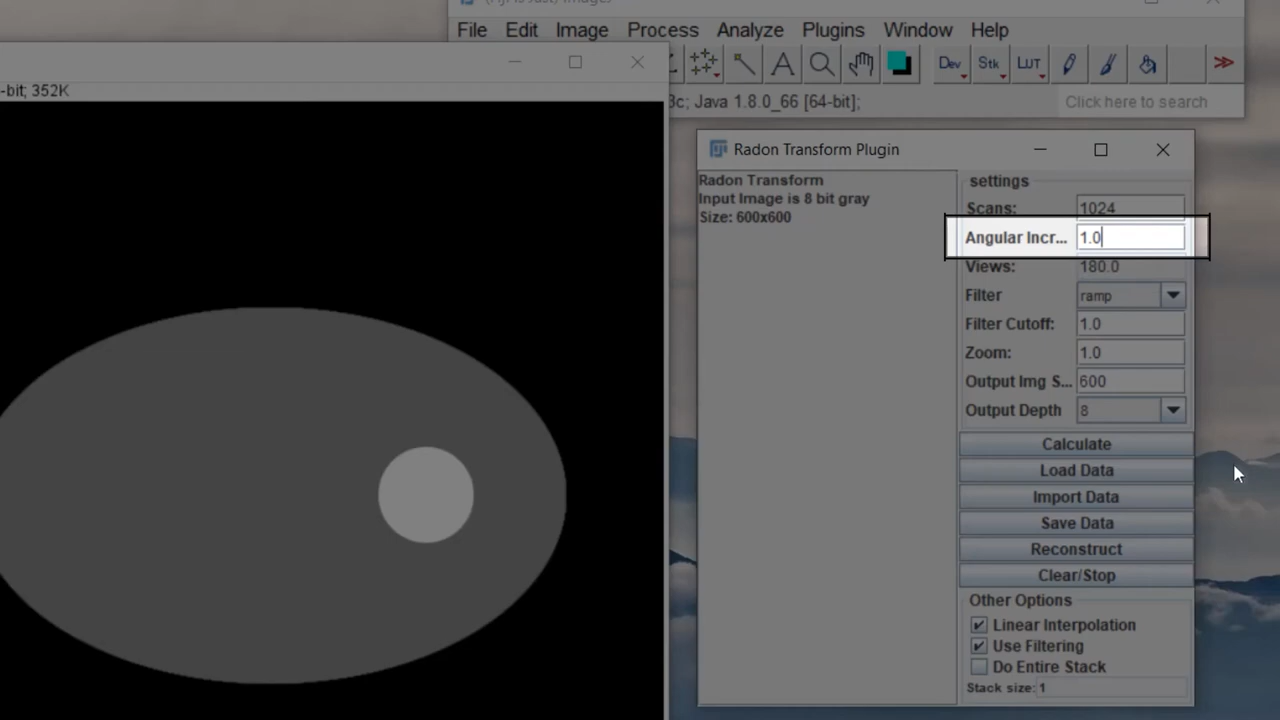 (Fiji Is Just) ImageJ
File Edit Image Process Analyze Plugins Window Help
Dev Stk LUT
-bit; 352K
3c; Java 1.8.0_66 [64-bit];
Click here to search
Radon Transform Plugin
Radon Transform
Input Image is 8 bit gray
Size: 600x600
settings
Scans: 1024
Angular Incr... 1.0
Views: 180.0
Filter ramp
Filter Cutoff: 1.0
Zoom: 1.0
Output Img S... 600
Output Depth 8
Calculate
Load Data
Import Data
Save Data
Reconstruct
Clear/Stop
Other Options
Linear Interpolation
Use Filtering
Do Entire Stack
Stack size: 1